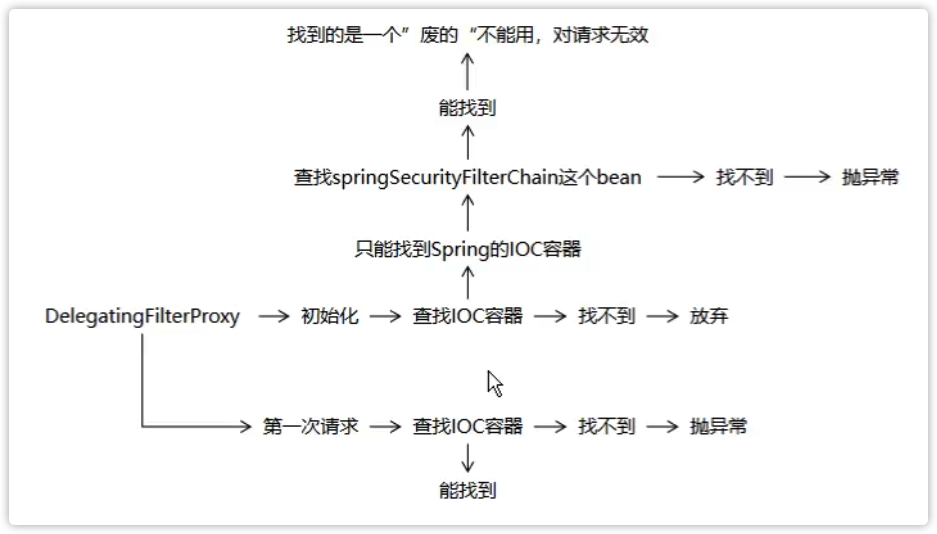 找到的是一个”废的“不能用，对请求无效
能找到
查找springSecurityFilterChain这个bean
找不到
抛异常
只能找到Spring的IOC容器
DelegatingFilterProxy
初始化
查找IOC容器
找不到
放弃
第一次请求
查找IOC容器
找不到
抛异常
能找到